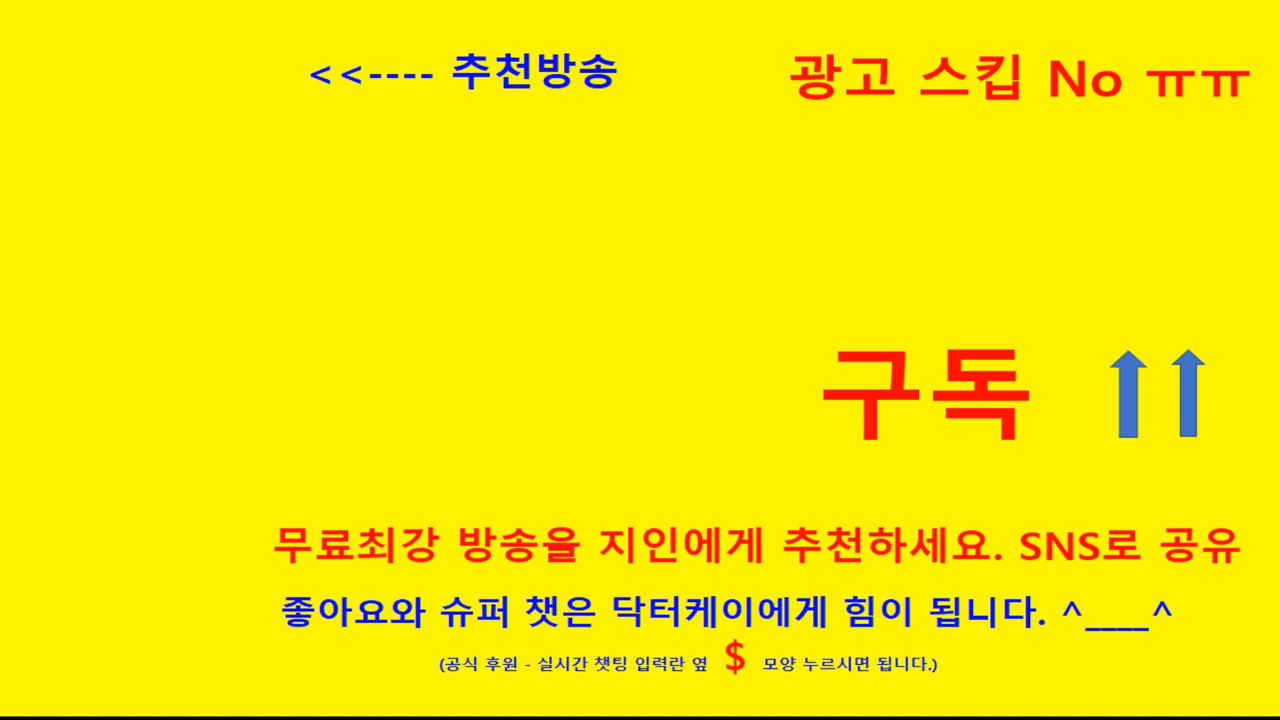 <<---- 추천방송
광고 스킵 No ㅠㅠ
구독
무료최강 방송을 지인에게 추천하세요. SNS로 공유
좋아요와 슈퍼 챗은 닥터케이에게 힘이 됩니다. ^____^
(공식 후원 - 실시간 챗팅 입력란 옆 $ 모양 누르시면 됩니다.)